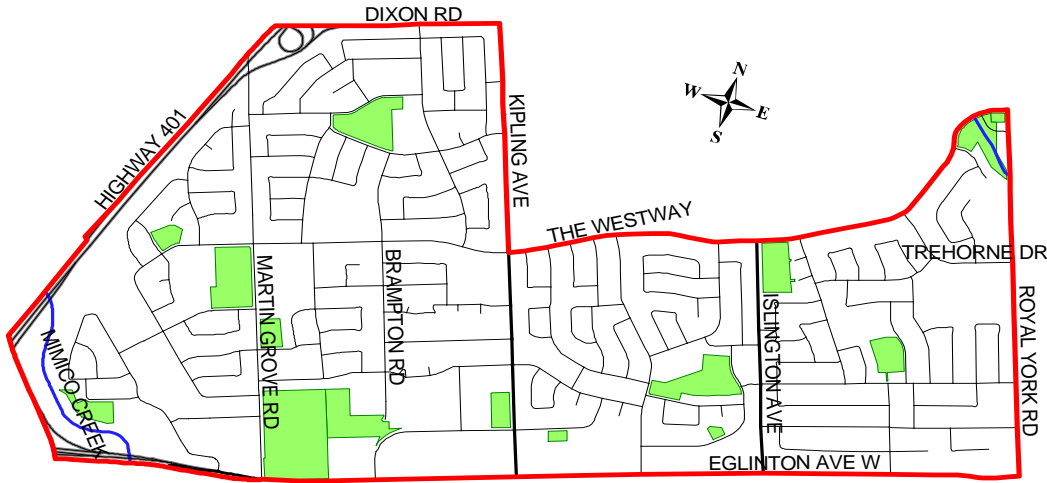 DIXON RD
N
W
E
S
KIPLING AVE
HIGHWAY 401
THE WESTWAY
TREHORNE DR
MARTIN GROVE RD
BRAMPTON RD
ISLINGTON AVE
ROYAL YORK RD
MIMICO CREEK
EGLINTON AVE W